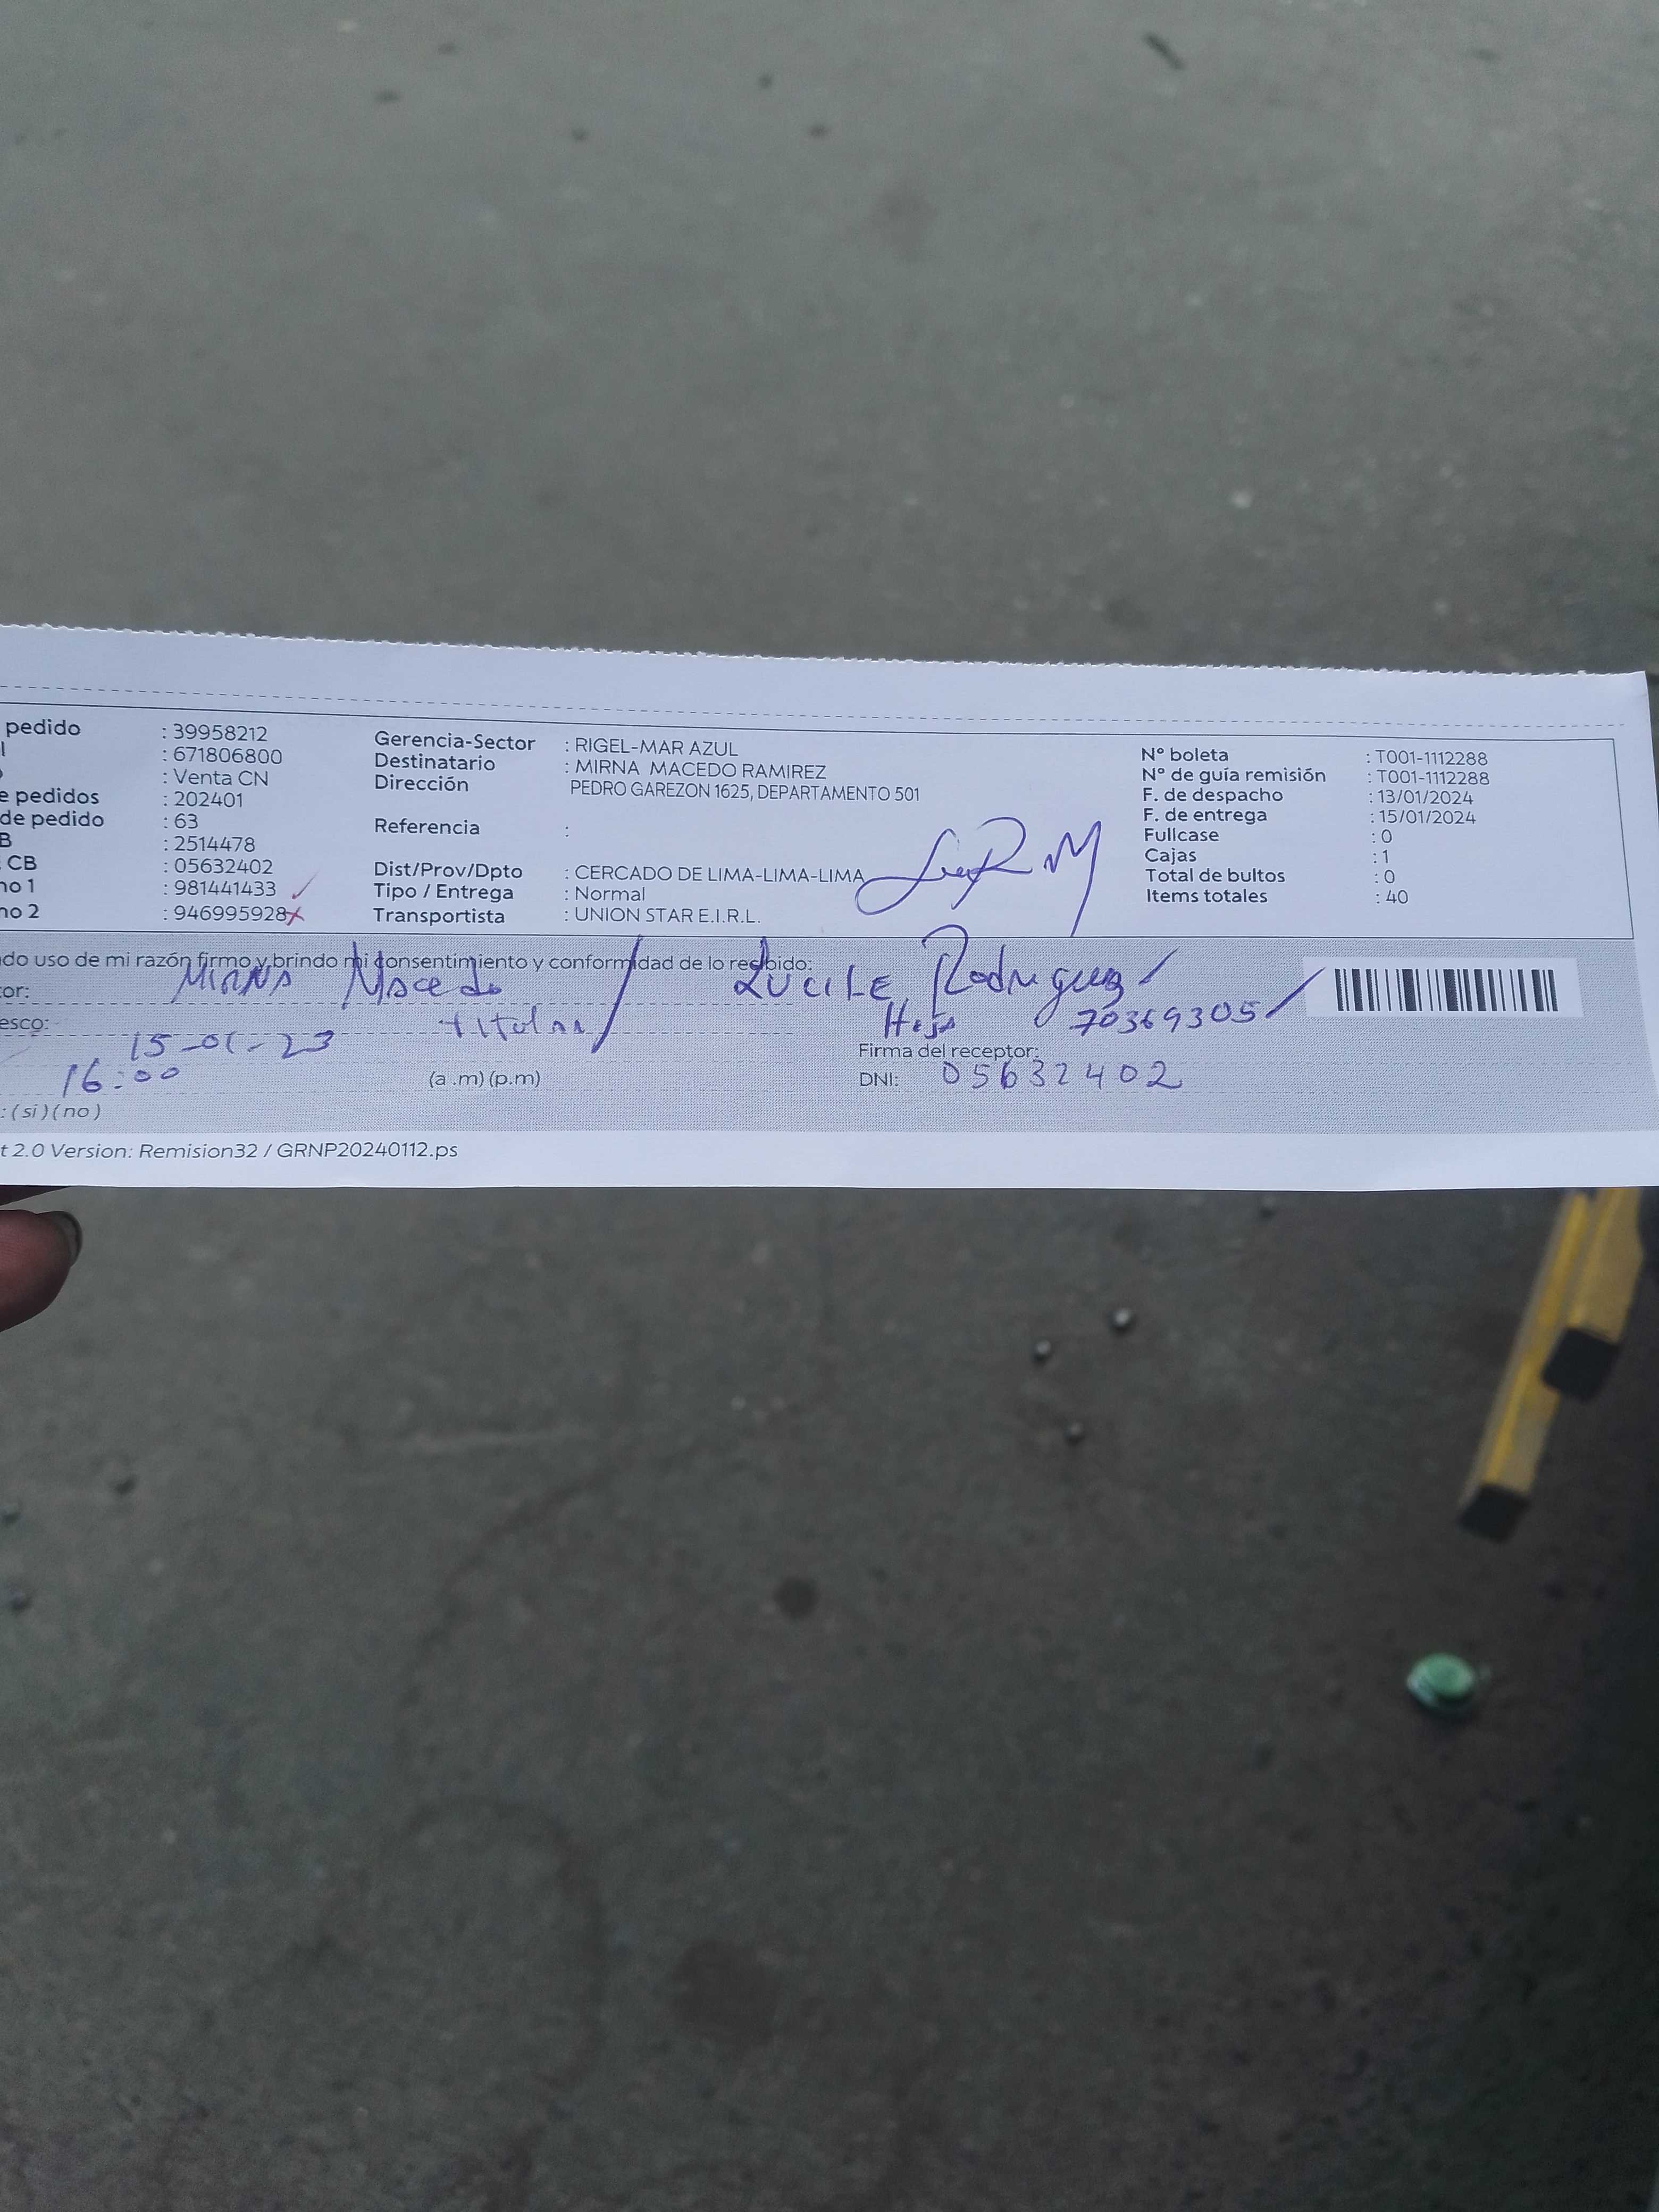 pedido : 39958212
l : 671806800
o : Venta CN
e pedidos : 202401
de pedido : 63
B : 2514478
CB : 05632402
no 1 : 981441433
no 2 : 946995928
Gerencia-Sector : RIGEL-MAR AZUL
Destinatario : MIRNA MACEDO RAMIREZ
Dirección PEDRO GAREZON 1625, DEPARTAMENTO 501
Referencia :
Dist/Prov/Dpto : CERCADO DE LIMA-LIMA-LIMA
Tipo / Entrega : Normal
Transportista : UNION STAR E.I.R.L.
N° boleta : T001-1112288
N° de guía remisión : T001-1112288
F. de despacho : 13/01/2024
F. de entrega : 15/01/2024
Fullcase : 0
Cajas : 1
Total de bultos : 0
Items totales : 40
do uso de mi razón firmo y brindo mi consentimiento y conformidad de lo recibido:
or: Mirna Macedo / Lucile Rodriguez
esco: titular Hija 70369305
15-01-23
Firma del receptor:
16:00 (a .m) (p.m) DNI: 05632402
: ( si ) ( no )
t 2.0 Version: Remision32 / GRNP20240112.ps